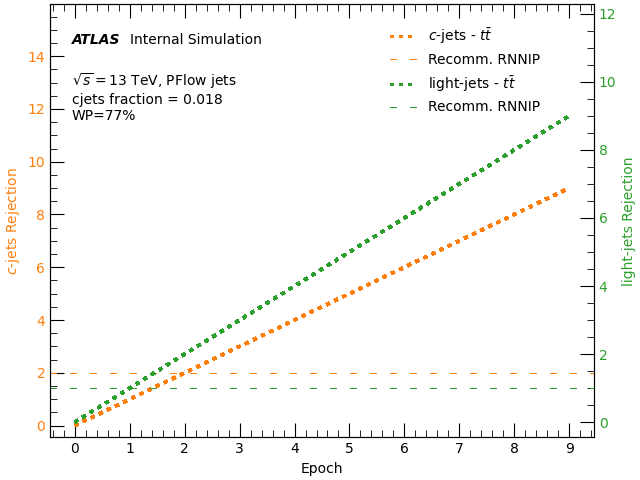 ATLAS Internal Simulation
√s = 13 TeV, PFlow jets
cjets fraction = 0.018
WP=77%
c-jets - tt̄
Recomm. RNNIP
light-jets - tt̄
Recomm. RNNIP
c-jets Rejection
14
12
10
8
6
4
2
0
light-jets Rejection
12
10
8
6
4
2
0
0 1 2 3 4 5 6 7 8 9
Epoch